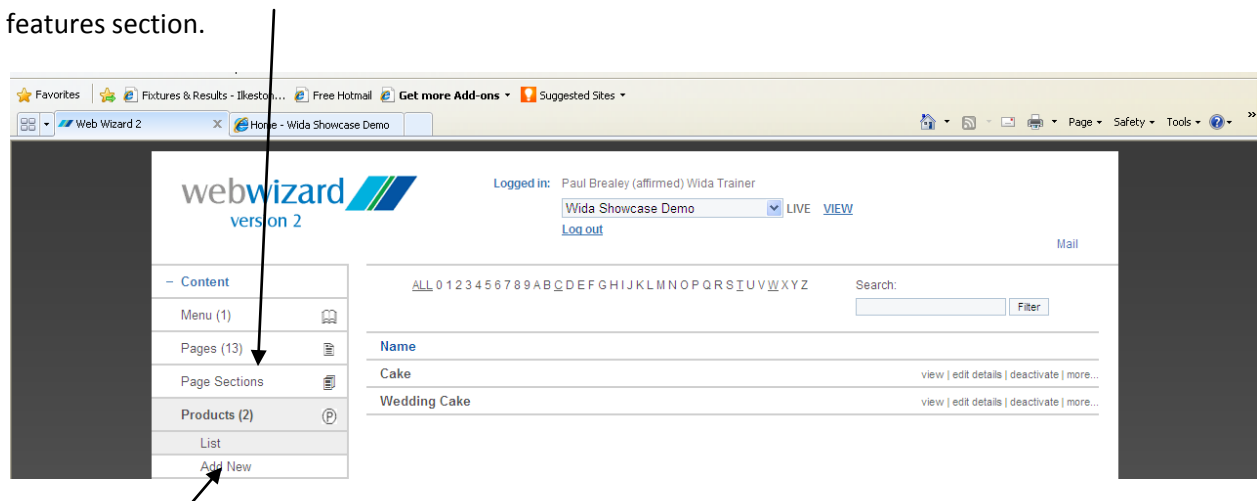 features section.
Favorites Fixtures & Results - Ilkeston... Free Hotmail Get more Add-ons Suggested Sites
Web Wizard 2 X Home - Wida Showcase Demo Page Safety Tools »
webwizard
version 2
Logged in: Paul Brealey (affirmed) Wida Trainer
Wida Showcase Demo LIVE VIEW
Log out
Mail
– Content
ALL 0 1 2 3 4 5 6 7 8 9 A B C D E F G H I J K L M N O P Q R S T U V W X Y Z Search:
Menu (1)
Filter
Pages (13)
Name
Page Sections
Cake view | edit details | deactivate | more...
Products (2) P
Wedding Cake view | edit details | deactivate | more...
List
Add New